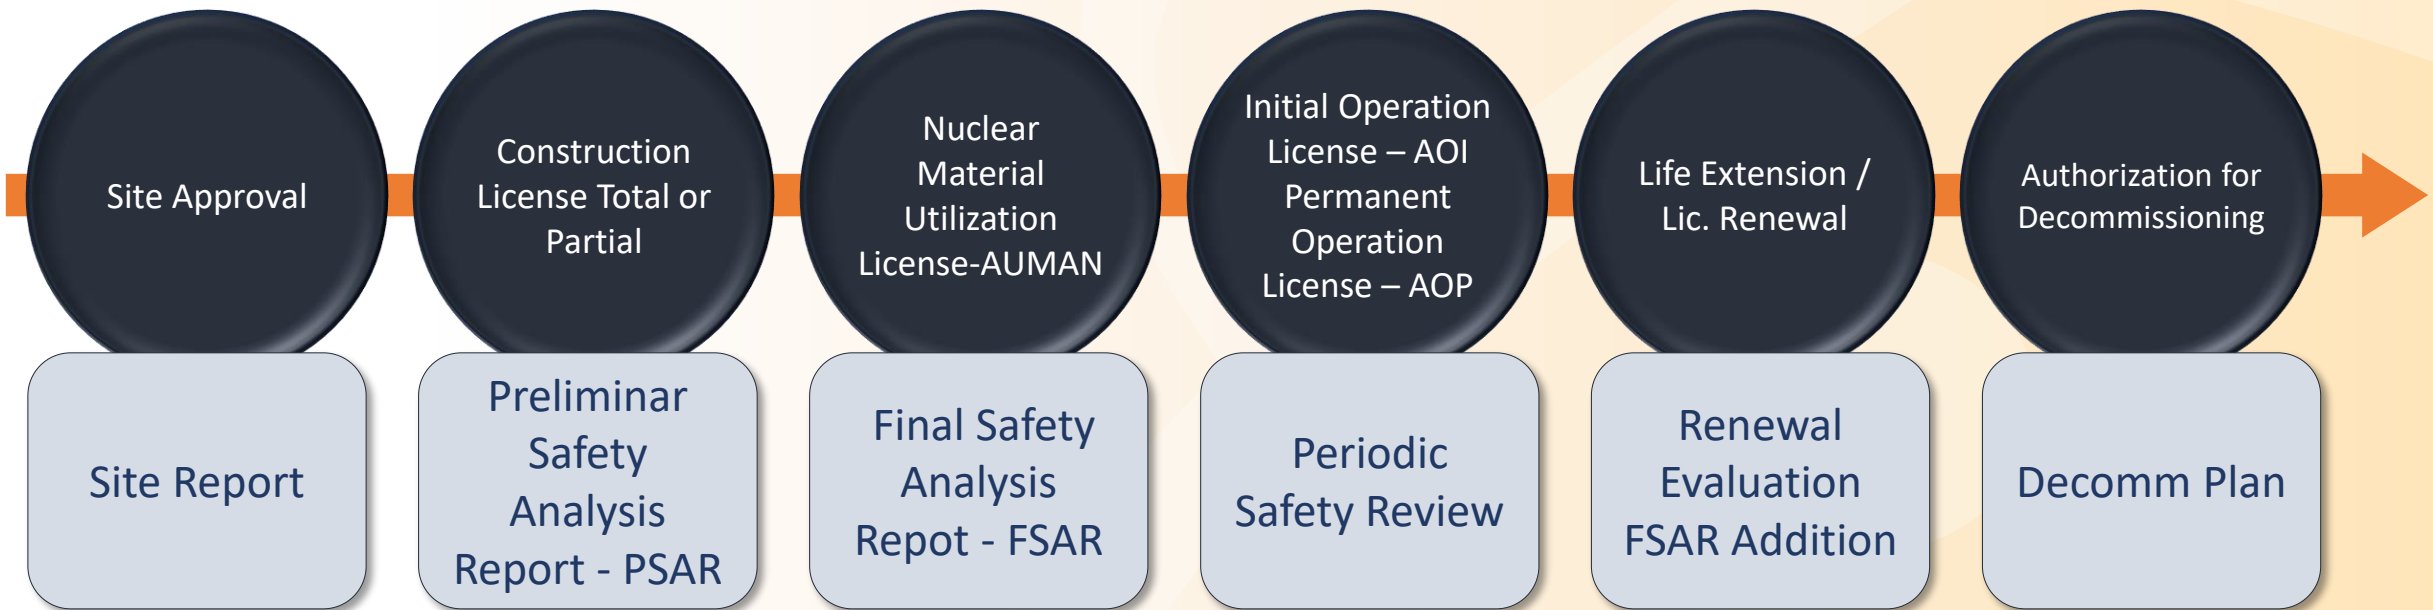 Site Approval
Construction
License Total or
Partial
Nuclear
Material
Utilization
License-AUMAN
Initial Operation
License – AOI
Permanent
Operation
License – AOP
Life Extension /
Lic. Renewal
Authorization for
Decommissioning
Site Report
Preliminar
Safety
Analysis
Report - PSAR
Final Safety
Analysis
Repot - FSAR
Periodic
Safety Review
Renewal
Evaluation
FSAR Addition
Decomm Plan